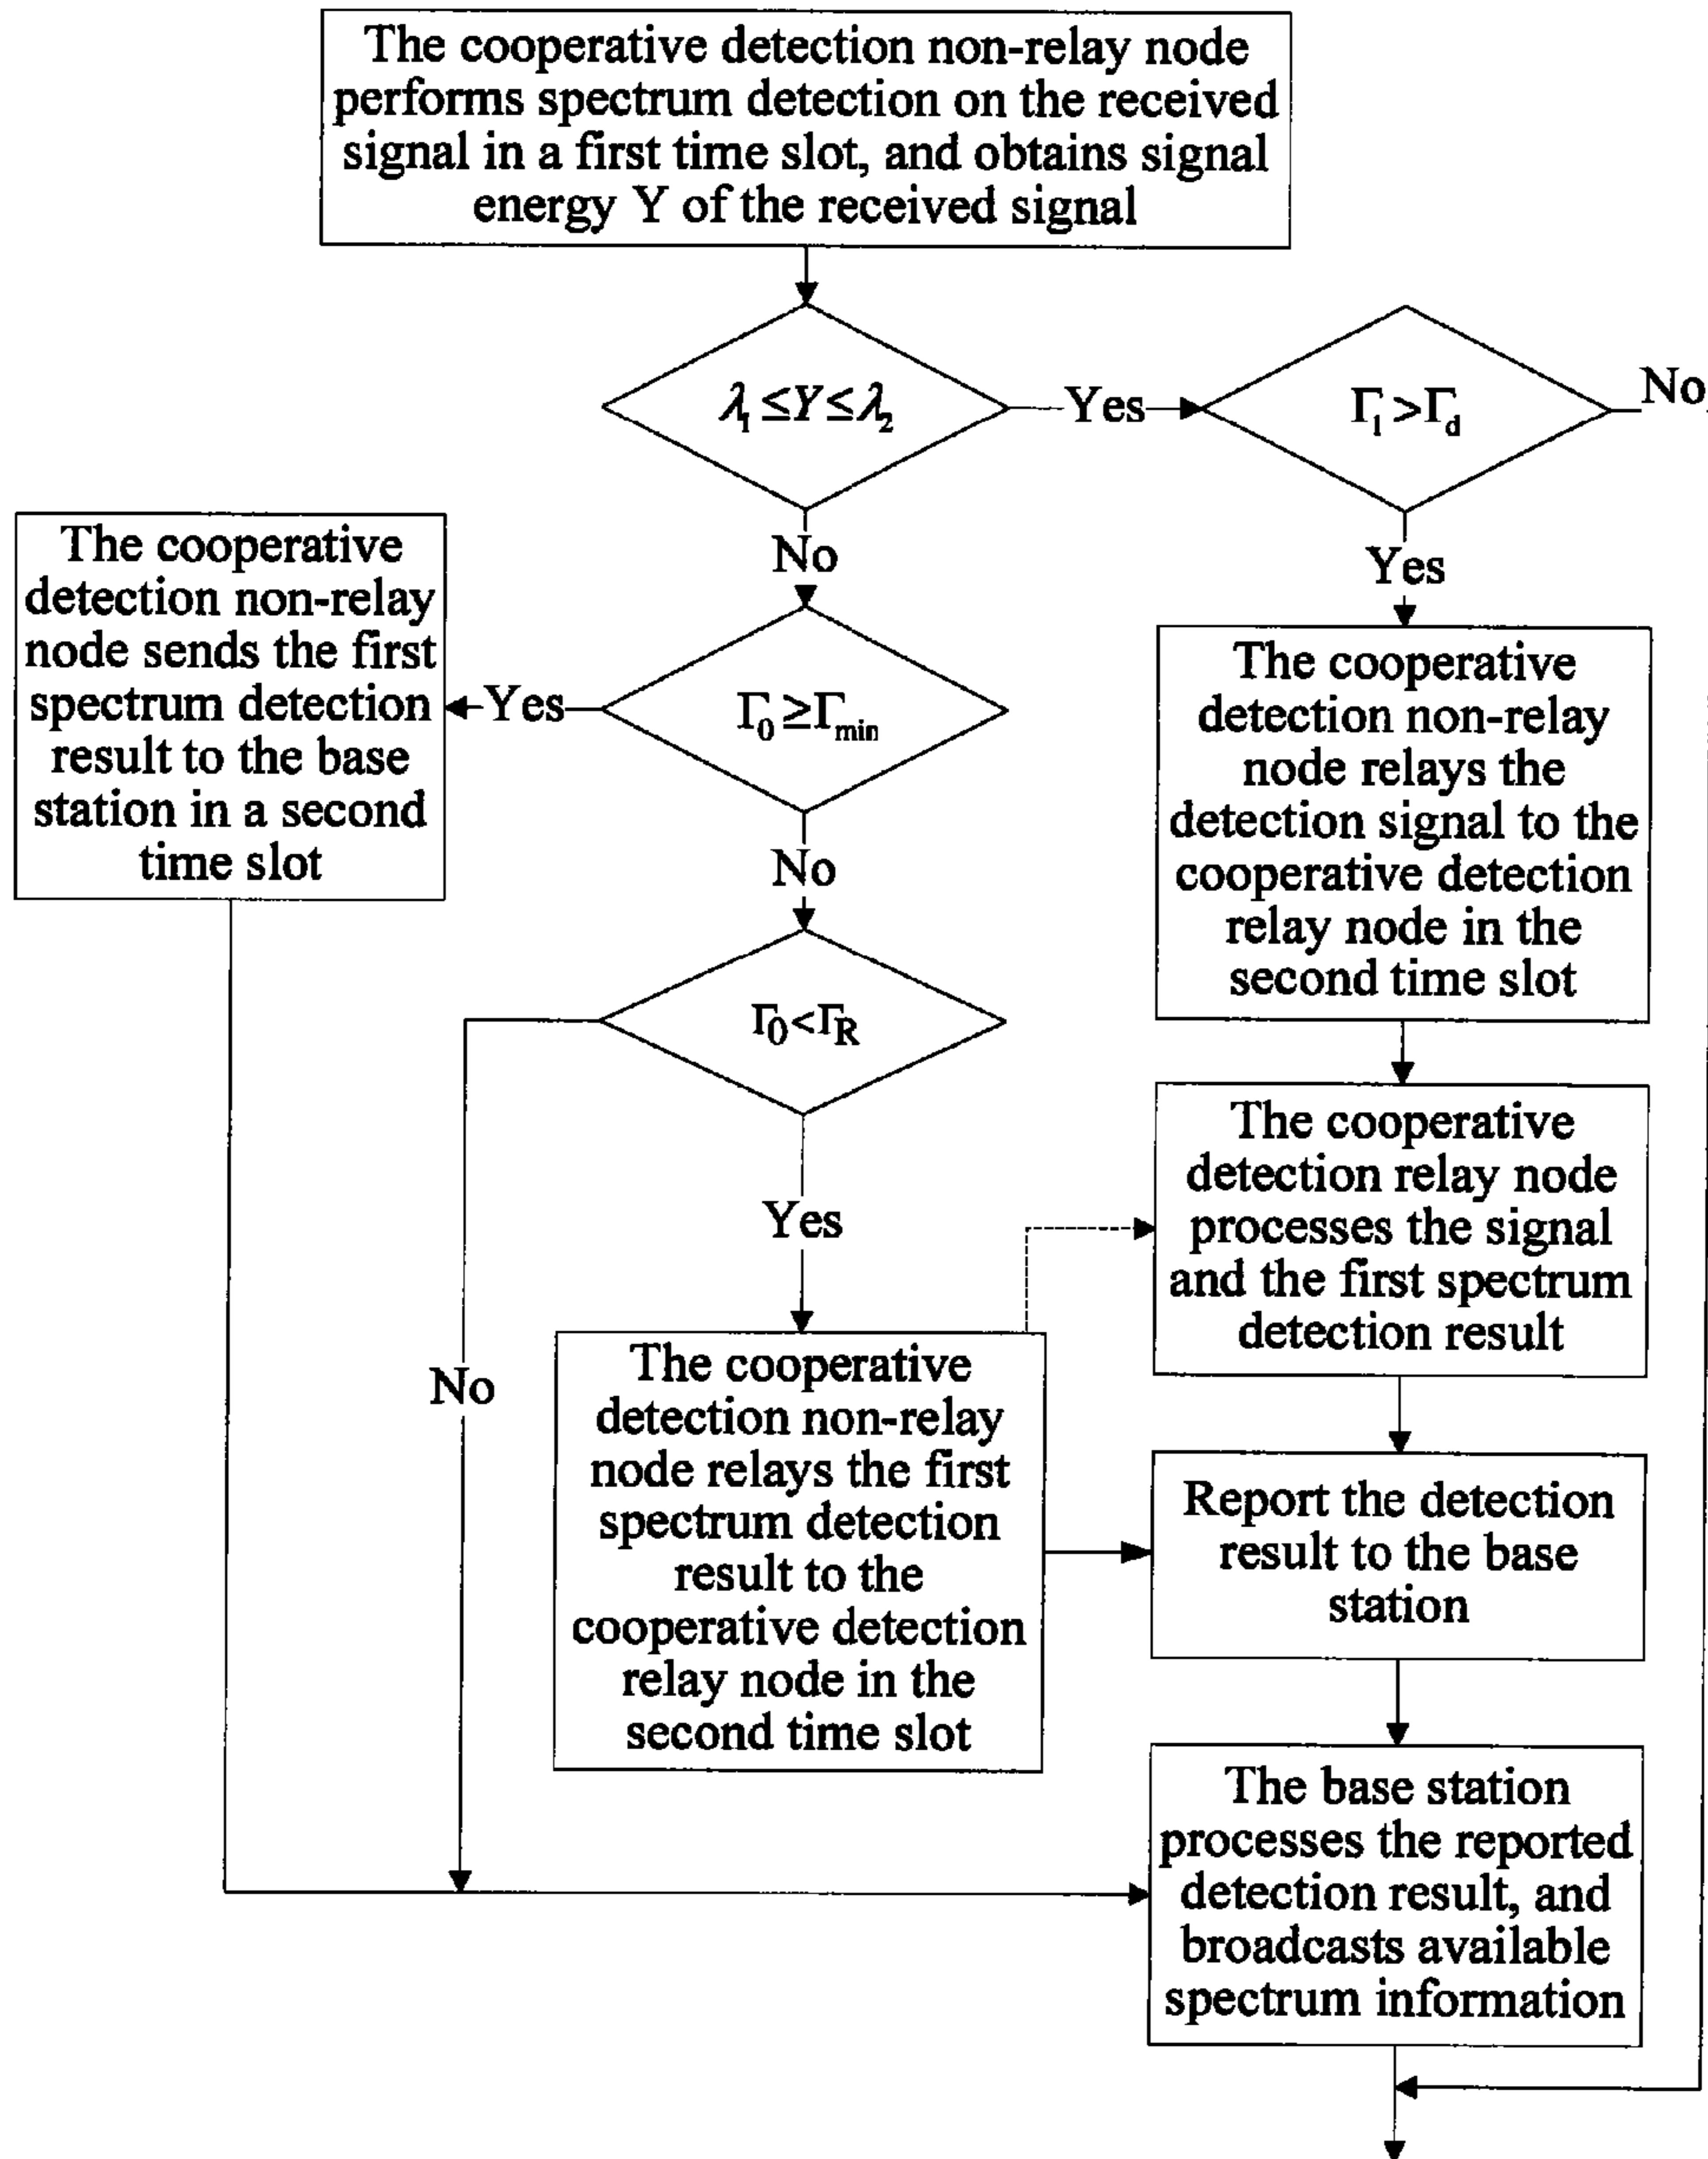 The cooperative detection non-relay node
performs spectrum detection on the received
signal in a first time slot, and obtains signal
energy Y of the received signal
λ₁ ≤Y≤λ₂
Yes
Γ₁ >Γd
No
No
Yes
The cooperative
detection non-relay
node sends the first
spectrum detection
result to the base
station in a second
time slot
Yes
Γ₀ ≥Γmin
No
The cooperative
detection non-relay
node relays the
detection signal to the
cooperative detection
relay node in the
second time slot
Γ0<ΓR
Yes
No
The cooperative
detection relay node
processes the signal
and the first spectrum
detection result
The cooperative
detection non-relay
node relays the first
spectrum detection
result to the
cooperative detection
relay node in the
second time slot
Report the detection
result to the base
station
The base station
processes the reported
detection result, and
broadcasts available
spectrum information